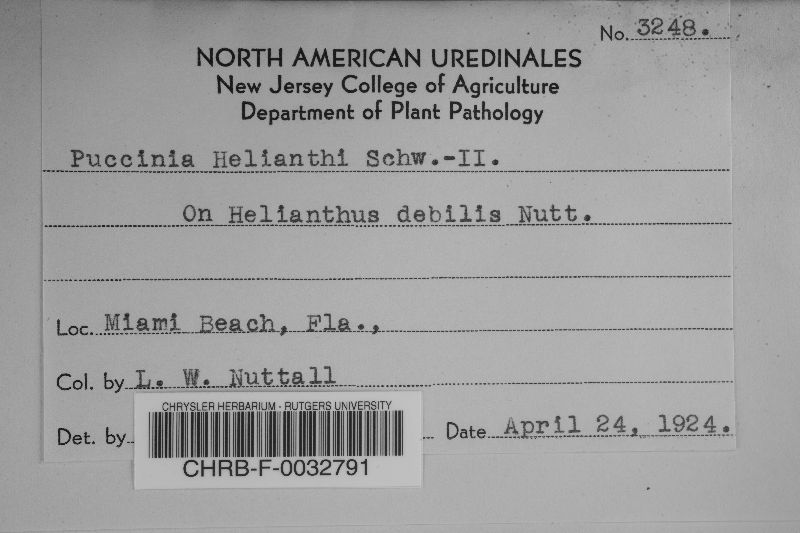 No. 3248.
NORTH AMERICAN UREDINALES
New Jersey College of Agriculture
Department of Plant Pathology
Puccinia Helianthi Schw.-II.
On Helianthus debilis Nutt.
Loc. Miami Beach, Fla.,
Col. by L. W. Nuttall
Det. by Date April 24, 1924.
CHRYSLER HERBARIUM - RUTGERS UNIVERSITY
CHRB-F-0032791